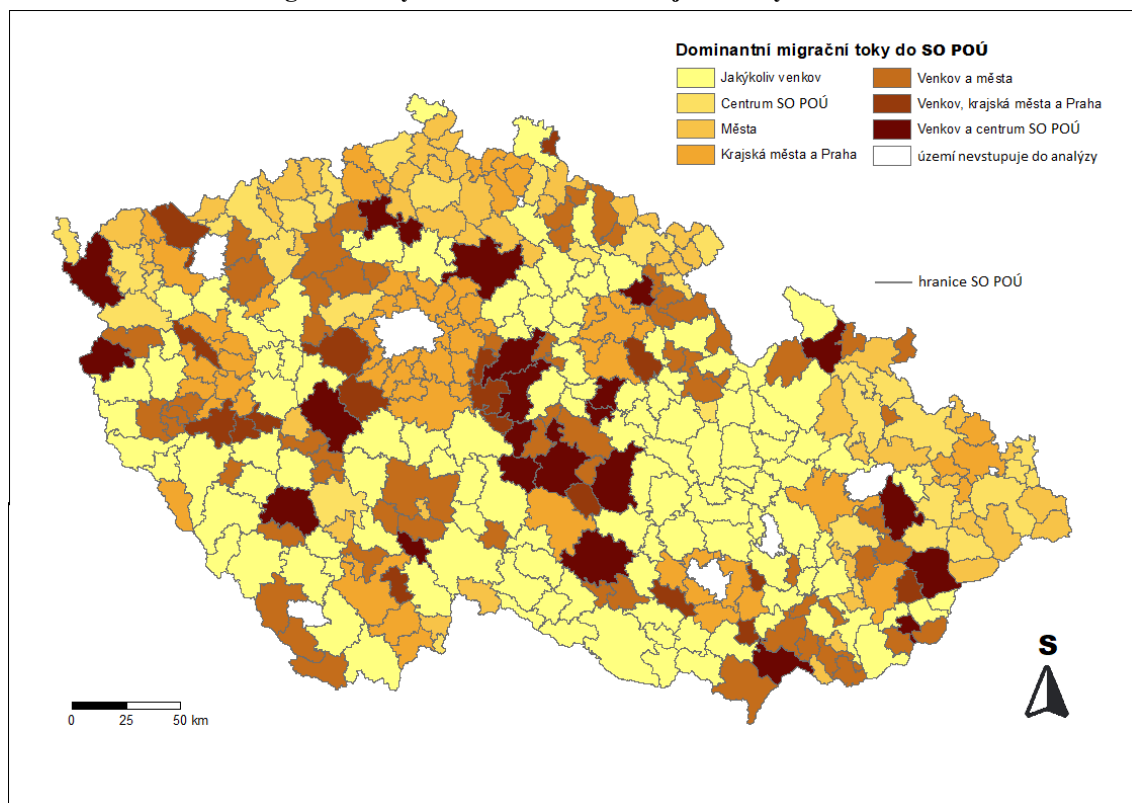 Dominantní migrační toky do SO POÚ
Jakýkoliv venkov
Centrum SO POÚ
Města
Krajská města a Praha
Venkov a města
Venkov, krajská města a Praha
Venkov a centrum SO POÚ
území nevstupuje do analýzy
hranice SO POÚ
S
0 25 50 km